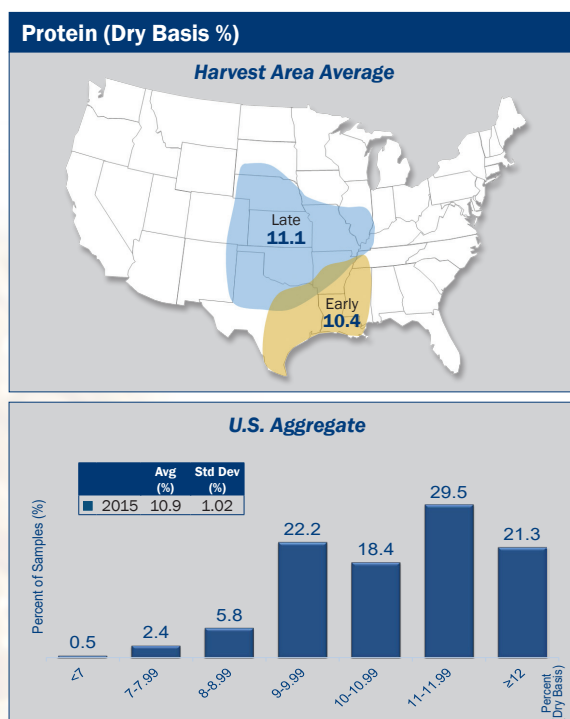 Protein (Dry Basis %)
Harvest Area Average
Late
11.1
Early
10.4
U.S. Aggregate
Avg (%) Std Dev (%)
2015 10.9 1.02
Percent of Samples (%)
0.5 2.4 5.8 22.2 18.4 29.5 21.3
<7 7-7.99 8-8.99 9-9.99 10-10.99 11-11.99 ≥12
Percent
Dry Basis)